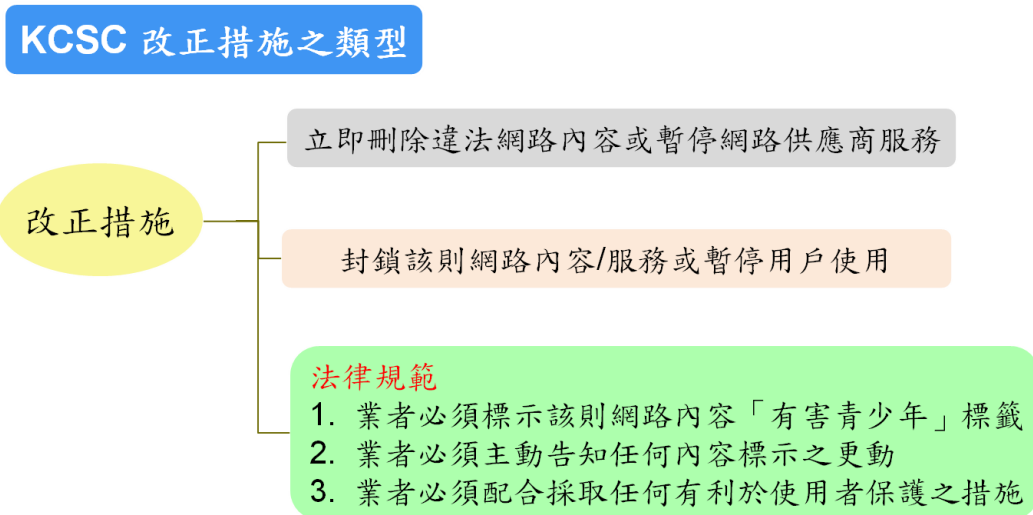 KCSC 改正措施之類型
立即刪除違法網路內容或暫停網路供應商服務
改正措施
封鎖該則網路內容/服務或暫停用戶使用
法律規範
1. 業者必須標示該則網路內容「有害青少年」標籤
2. 業者必須主動告知任何內容標示之更動
3. 業者必須配合採取任何有利於使用者保護之措施